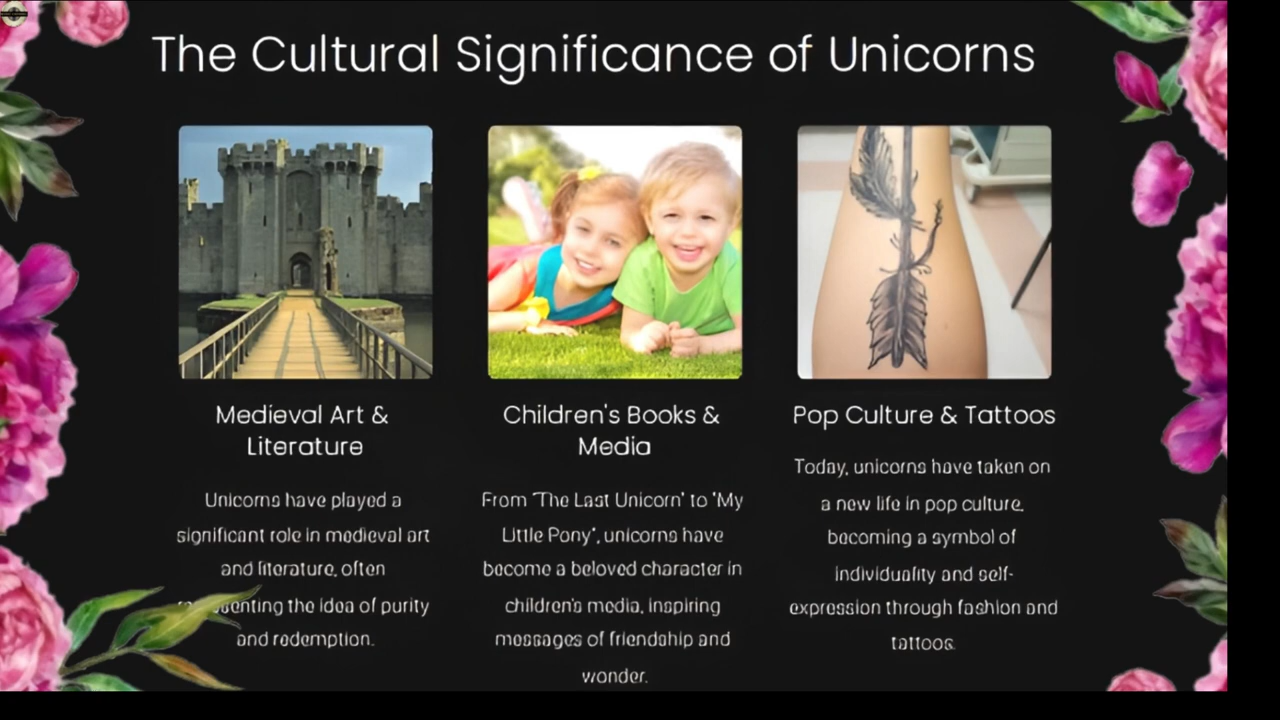 The Cultural Significance of Unicorns
Medieval Art &
Literature
Unicorns have played a
significant role in medieval art
and literature, often
enting the idea of purity
and redemption.
Children's Books &
Media
From "The Last Unicorn" to "My
Little Pony", unicorns have
become a beloved character in
children's media, inspiring
messages of friendship and
wonder.
Pop Culture & Tattoos
Today, unicorns have taken on
a new life in pop culture,
becoming a symbol of
individuality and self-
expression through fashion and
tattoos.